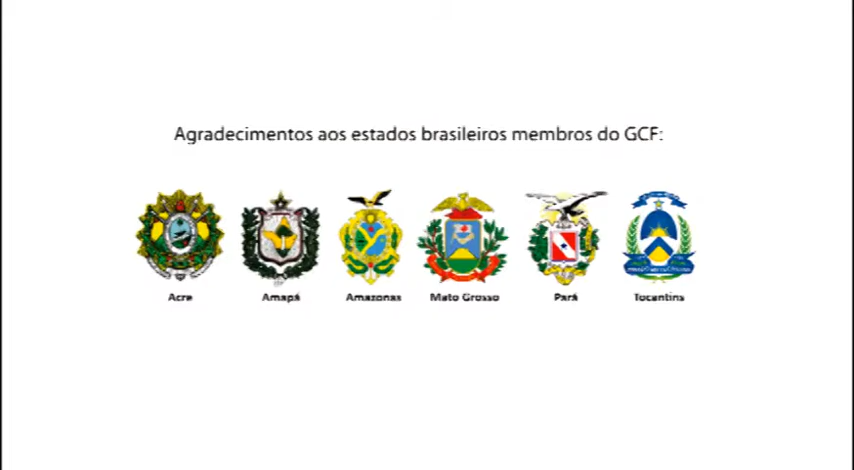 Agradecimentos aos estados brasileiros membros do GCF:
Acre Amapá Amazonas Mato Grosso Pará Tocantins